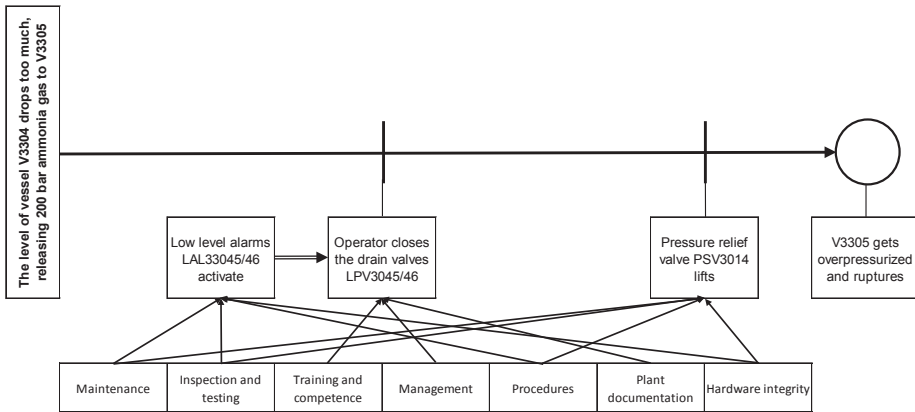 The level of vessel V3304 drops too much,
releasing 200 bar ammonia gas to V3305
Low level alarms
LAL33045/46
activate
Operator closes
the drain valves
LPV3045/46
Pressure relief
valve PSV3014
lifts
V3305 gets
overpressurized
and ruptures
Maintenance
Inspection and
testing
Training and
competence
Management
Procedures
Plant
documentation
Hardware integrity